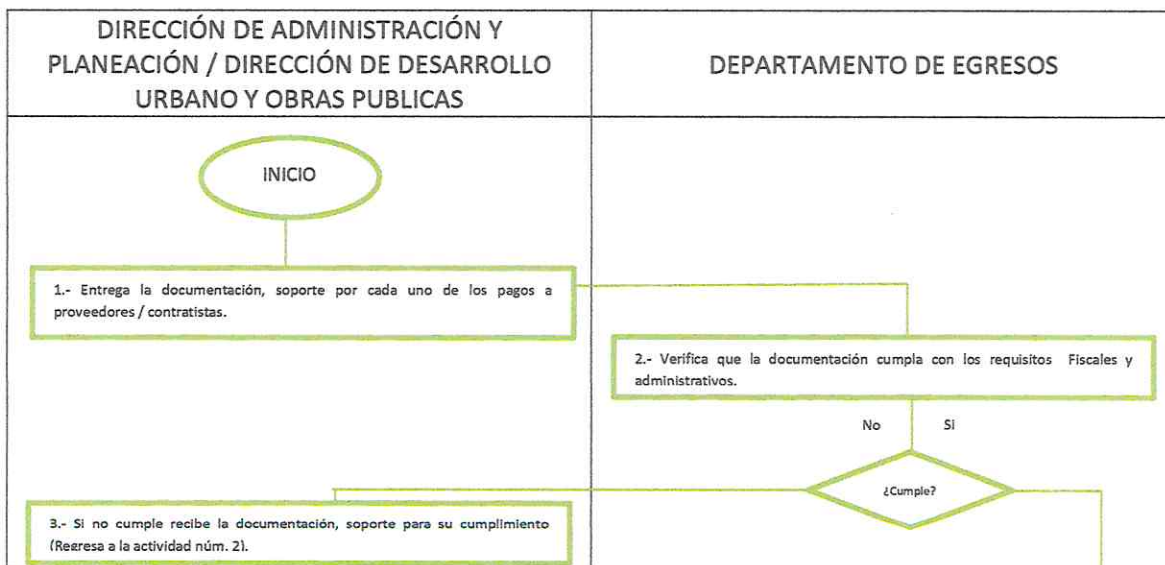 DIRECCIÓN DE ADMINISTRACIÓN Y
PLANEACIÓN / DIRECCIÓN DE DESARROLLO
URBANO Y OBRAS PUBLICAS
DEPARTAMENTO DE EGRESOS
INICIO
1.- Entrega la documentación, soporte por cada uno de los pagos a
proveedores / contratistas.
2.- Verifica que la documentación cumpla con los requisitos Fiscales y
administrativos.
No Si
¿Cumple?
3.- Si no cumple recibe la documentación, soporte para su cumplimiento
(Regresa a la actividad núm. 2).